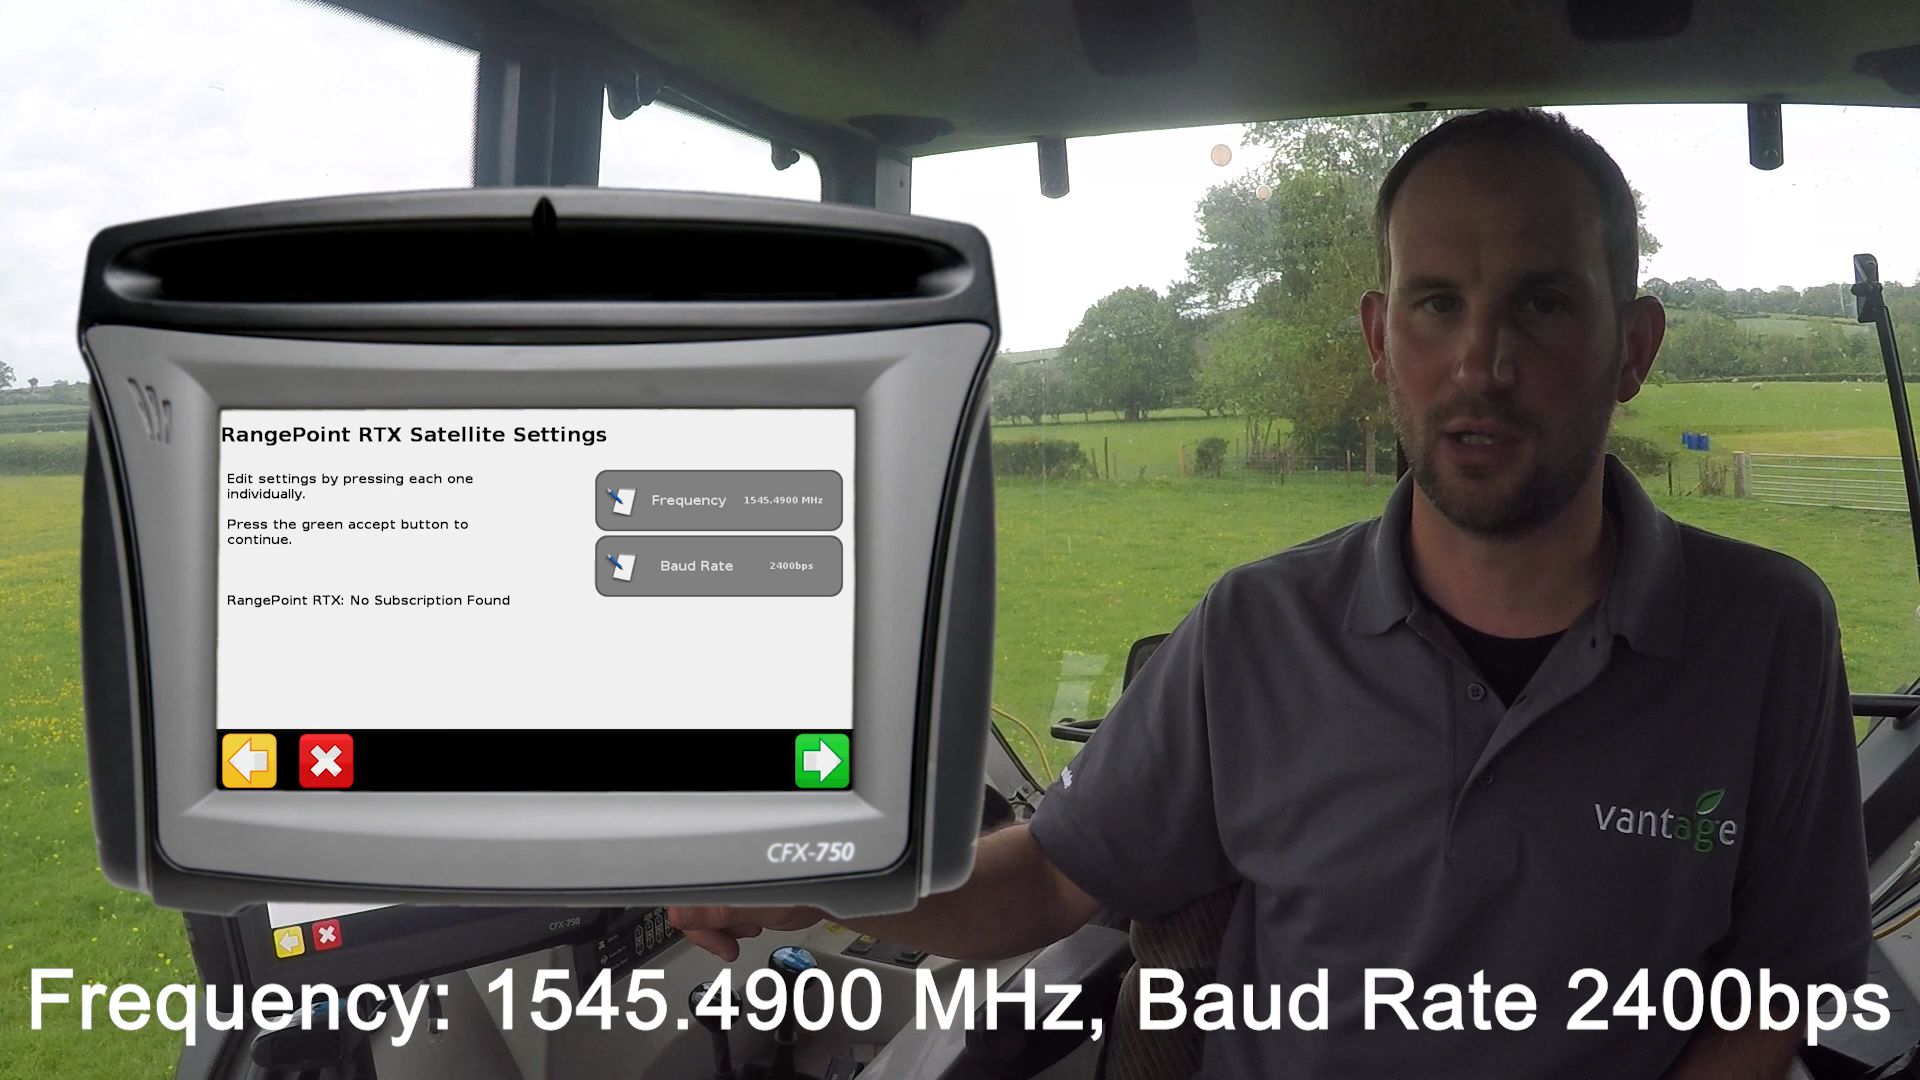 RangePoint RTX Satellite Settings
Edit settings by pressing each one
individually.
Press the green accept button to
continue.
RangePoint RTX: No Subscription Found
Frequency 1545.4900 MHz
Baud Rate 2400bps
CFX-750
vantage
CFX-750
Frequency: 1545.4900 MHz, Baud Rate 2400bps